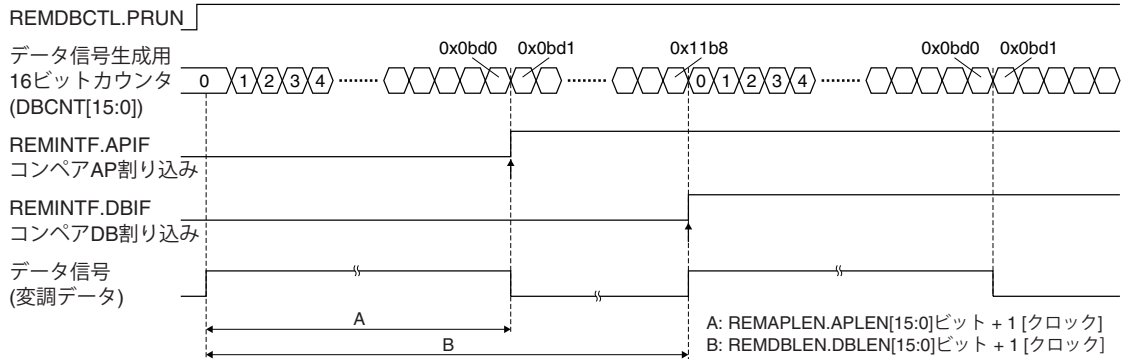 REMDBCTL.PRUN
データ信号生成用 0x0bd0 0x0bd1 0x11b8 0x0bd0 0x0bd1
16ビットカウンタ 0 1 2 3 4 ········ ········ 0 1 2 3 4 ········
(DBCNT[15:0])
REMINTF.APIF
コンペアAP割り込み
REMINTF.DBIF
コンペアDB割り込み
データ信号
(変調データ)
A
A: REMAPLEN.APLEN[15:0]ビット + 1 [クロック]
B
B: REMDBLEN.DBLEN[15:0]ビット + 1 [クロック]